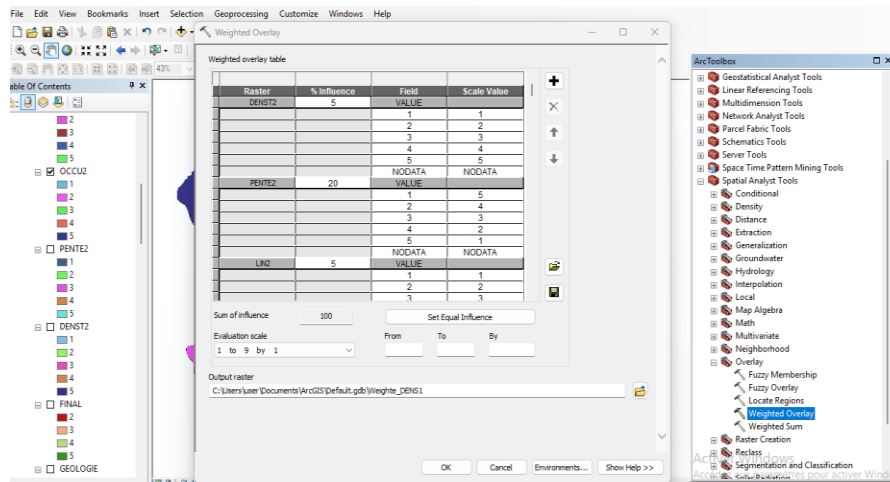 File Edit View Bookmarks Insert Selection Geoprocessing Customize Windows Help
Weighted Overlay
43%
able Of Contents
2
3
4
5
OCCU2
1
2
3
4
5
PENTE2
1
2
3
4
5
DENST2
1
2
3
4
5
FINAL
2
3
4
5
GEOLOGIE
Weighted overlay table
Raster % Influence Field Scale Value
DENST2 5 VALUE
1 1
2 2
3 3
4 4
5 5
NODATA NODATA
PENTE2 20 VALUE
1 5
2 4
3 3
4 2
5 1
NODATA NODATA
LIN2 5 VALUE
1 1
2 2
3 3
Sum of influence 100 Set Equal Influence
Evaluation scale From To By
1 to 9 by 1
Output raster
C:\Users\user\Documents\ArcGIS\Default.gdb\Weighte_DENS1
OK Cancel Environments... Show Help >>
ArcToolbox
Geostatistical Analyst Tools
Linear Referencing Tools
Multidimension Tools
Network Analyst Tools
Parcel Fabric Tools
Schematics Tools
Server Tools
Space Time Pattern Mining Tools
Spatial Analyst Tools
Conditional
Density
Distance
Extraction
Generalization
Groundwater
Hydrology
Interpolation
Local
Map Algebra
Math
Multivariate
Neighborhood
Overlay
Fuzzy Membership
Fuzzy Overlay
Locate Regions
Weighted Overlay
Weighted Sum
Raster Creation
Reclass
Segmentation and Classification
Solar Radiation
Activer Windows
paramètres pour activer Wind